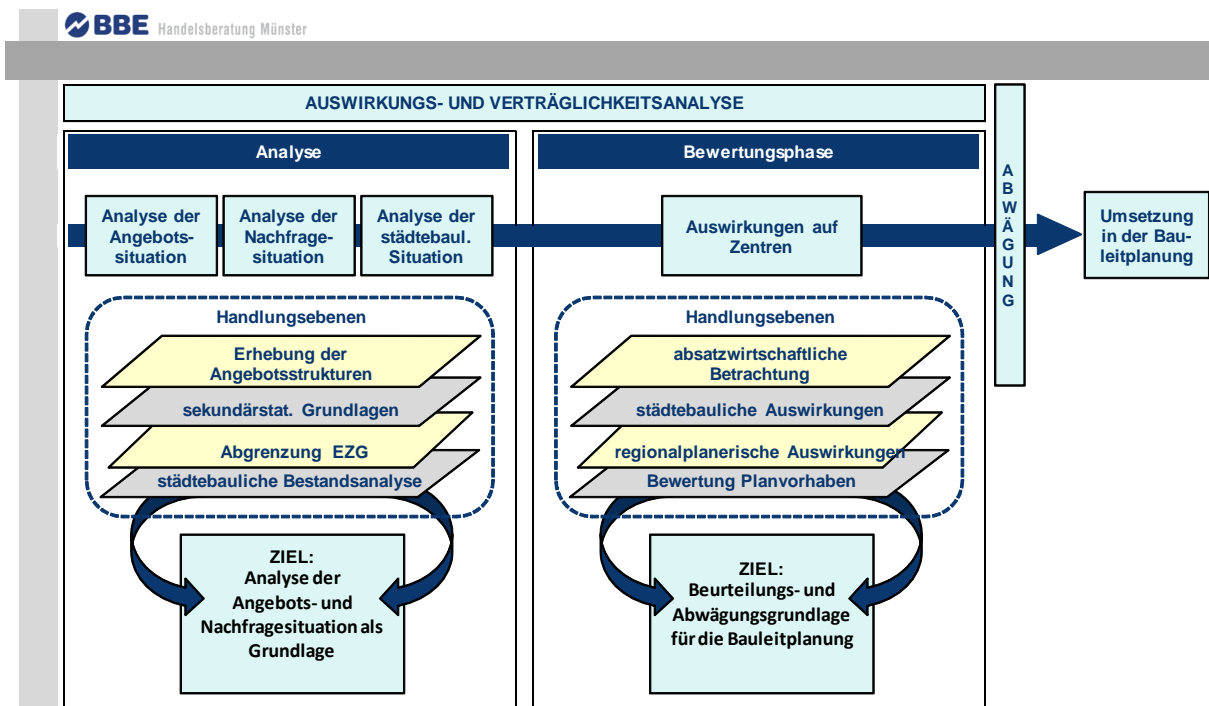 BBE Handelsberatung Münster
AUSWIRKUNGS- UND VERTRÄGLICHKEITSANALYSE
Analyse
Analyse der
Angebots-
situation
Analyse der
Nachfrage-
situation
Analyse der
städtebaul.
Situation
Handlungsebenen
Erhebung der
Angebotsstrukturen
sekundärstat. Grundlagen
Abgrenzung EZG
städtebauliche Bestandsanalyse
ZIEL:
Analyse der
Angebots- und
Nachfragesituation als
Grundlage
Bewertungsphase
Auswirkungen auf
Zentren
Handlungsebenen
absatzwirtschaftliche
Betrachtung
städtebauliche Auswirkungen
regionalplanerische Auswirkungen
Bewertung Planvorhaben
ZIEL:
Beurteilungs- und
Abwägungsgrundlage
für die Bauleitplanung
A
B
W
Ä
G
U
N
G
Umsetzung
in der Bau-
leitplanung